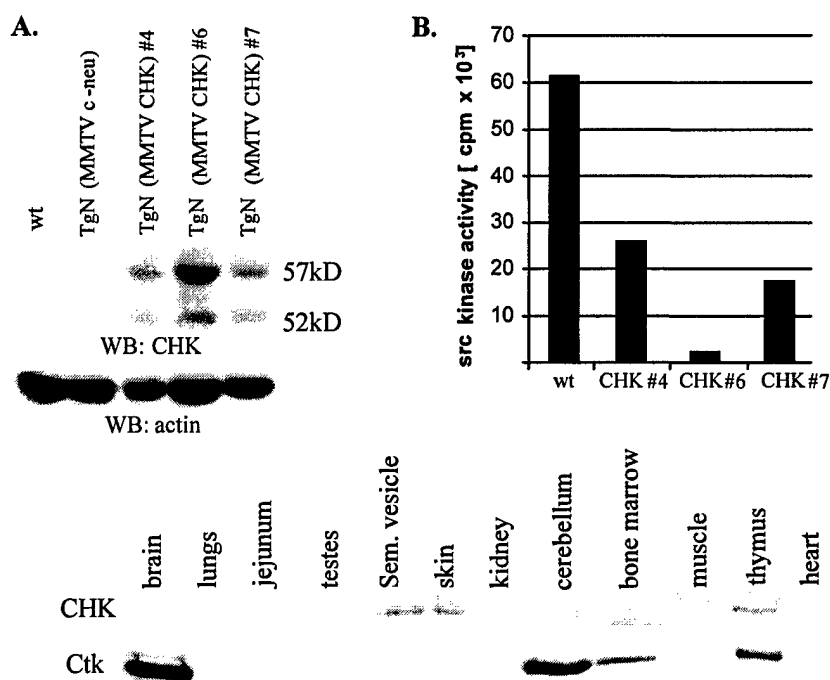 A.
wt
TgN (MMTV c -neu)
TgN (MMTV CHK) #4
TgN (MMTV CHK) #6
TgN (MMTV CHK) #7
57kD
52kD
WB: CHK
WB: actin
B.
src kinase activity [ cpm x 10³]
70
60
50
40
30
20
10
wt
CHK #4
CHK#6
CHK #7
brain
lungs
jejunum
testes
Sem. vesicle
skin
kidney
cerebellum
bone marrow
muscle
thymus
heart
CHK
Ctk